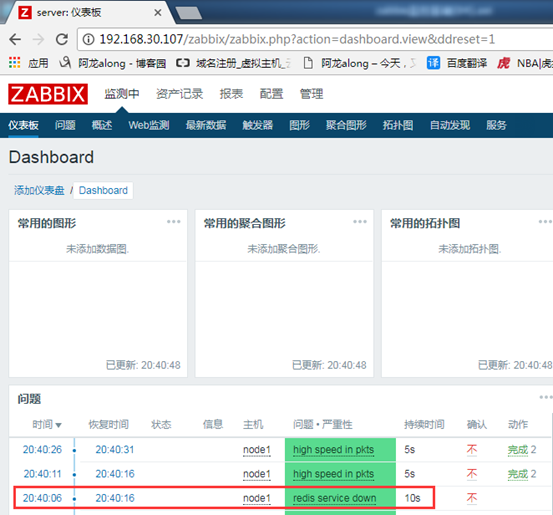 server: 仪表板
192.168.30.107/zabbix/zabbix.php?action=dashboard.view&ddreset=1
应用 阿龙along - 博客园 域名注册_虚拟主机_云 阿龙along – 今天，又 译 百度翻译 虎 NBA|虎扑
ZABBIX 监测中 资产记录 报表 配置 管理
仪表板 问题 概述 Web监测 最新数据 触发器 图形 聚合图形 拓扑图 自动发现 服务
Dashboard
添加仪表盘 / Dashboard
常用的图形 常用的聚合图形 常用的拓扑图
未添加数据图. 未添加聚合图形. 未添加拓扑图.
已更新: 20:40:48 已更新: 20:40:48 已更新: 20:40:48
问题
时间 恢复时间 状态 信息 主机 问题 • 严重性 持续时间 确认 动作
20:40:26 20:40:31 node1 high speed in pkts 5s 不 完成 2
20:40:11 20:40:16 node1 high speed in pkts 5s 不 完成 2
20:40:06 20:40:16 node1 redis service down 10s 不